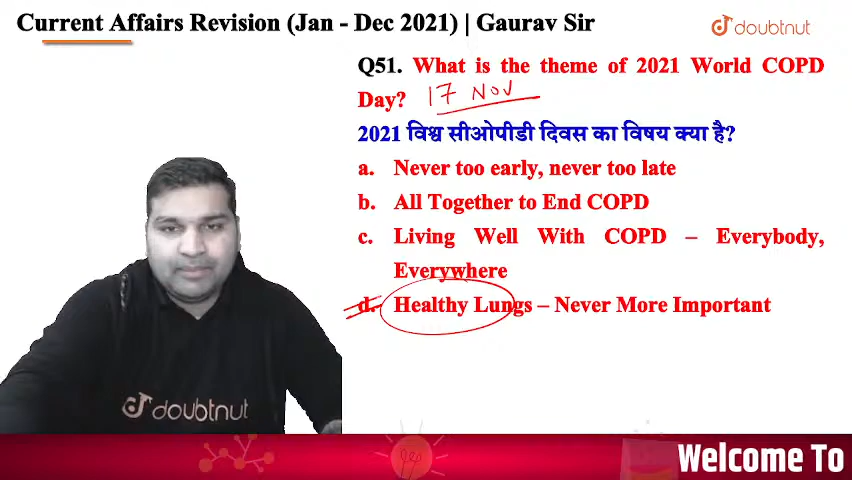 Current Affairs Revision (Jan - Dec 2021) | Gaurav Sir
doubtnut
Q51. What is the theme of 2021 World COPD
Day? 17 Nov
2021 विश्व सीओपीडी दिवस का विषय क्या है?
a. Never too early, never too late
b. All Together to End COPD
c. Living Well With COPD – Everybody,
Everywhere
d. Healthy Lungs – Never More Important
doubtnut
Welcome To